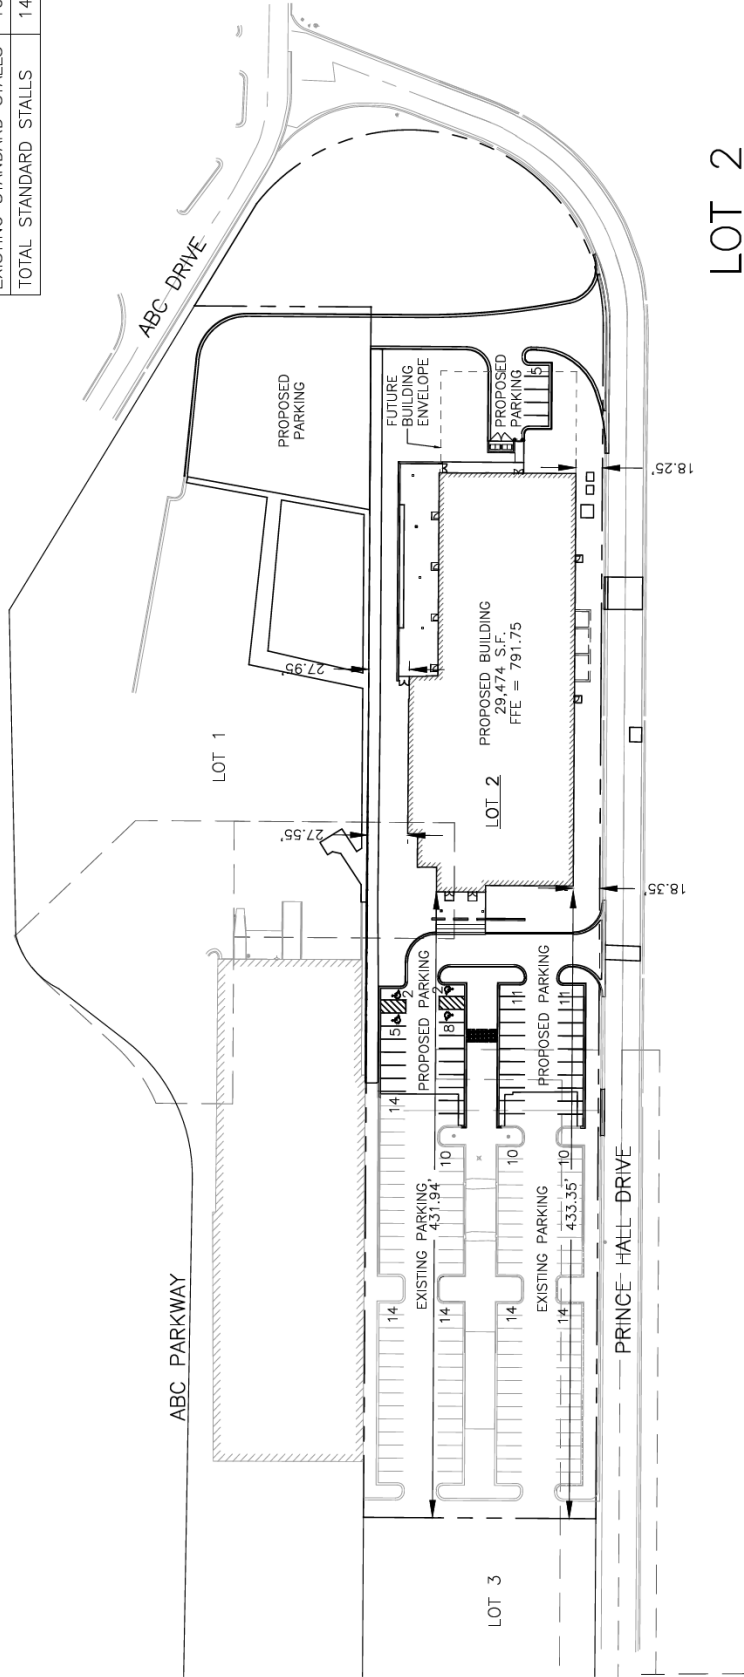 TOTAL STANDARD STALLS
ABC DRIVE
LOT 2
PROPOSED
PARKING
FUTURE
BUILDING
ENVELOPE
PROPOSED
PARKING
5
18.25'
27.95'
PROPOSED BUILDING
29,474 S.F.
FFE = 791.75
LOT 1
LOT 2
27.55'
18.35'
2
2
5
8
11
11
PROPOSED PARKING
PROPOSED PARKING
14
10
10
10
EXISTING PARKING
431.94'
EXISTING PARKING
433.35'
14
14
14
14
ABC PARKWAY
PRINCE HALL DRIVE
LOT 3